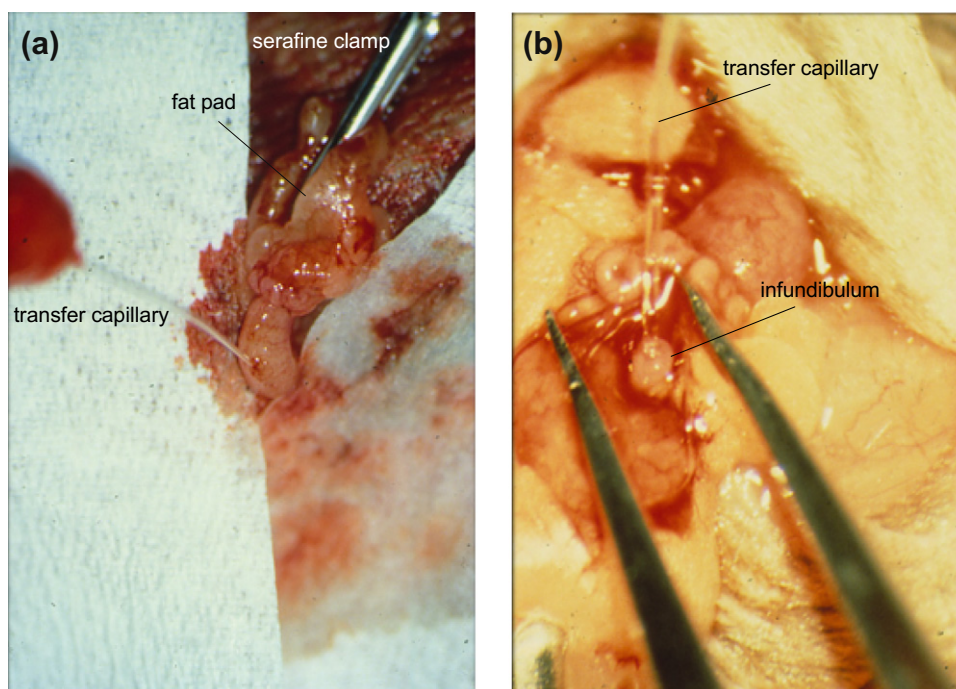 (a)
serafine clamp
fat pad
transfer capillary
(b)
transfer capillary
infundibulum